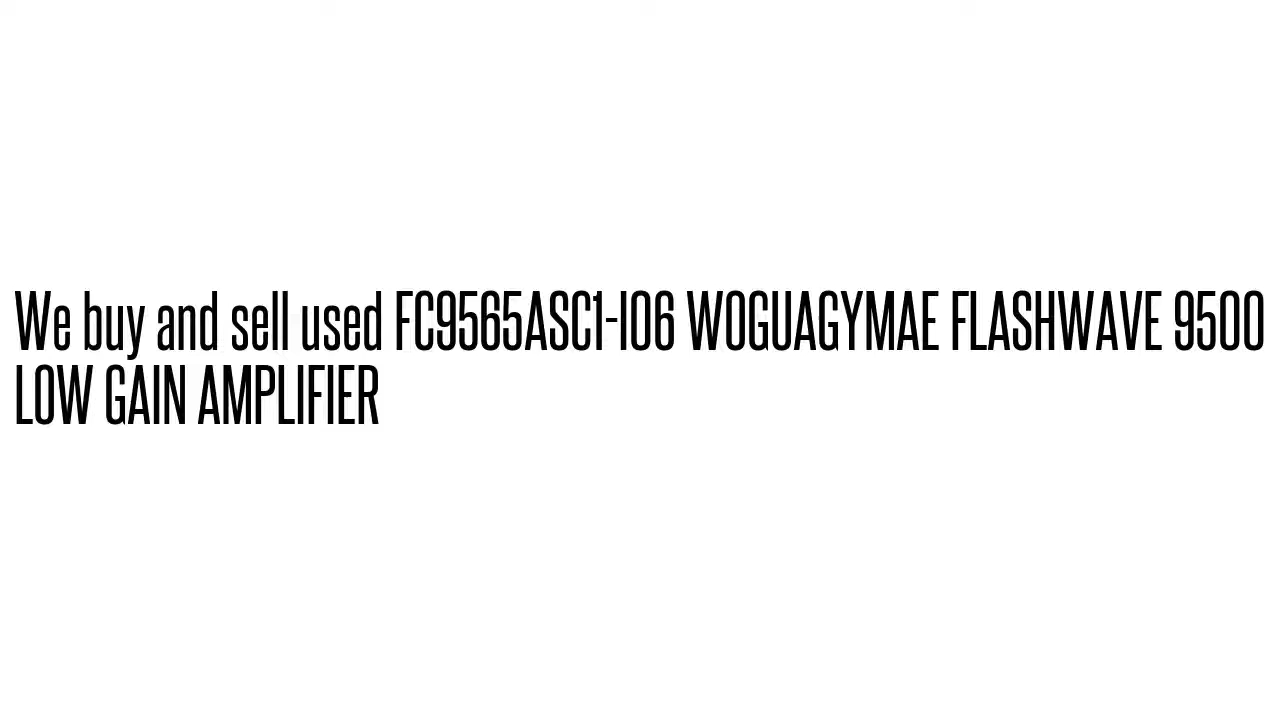 We buy and sell used FC9565ASC1-I06 WOGUAGYMAE FLASHWAVE 9500
LOW GAIN AMPLIFIER